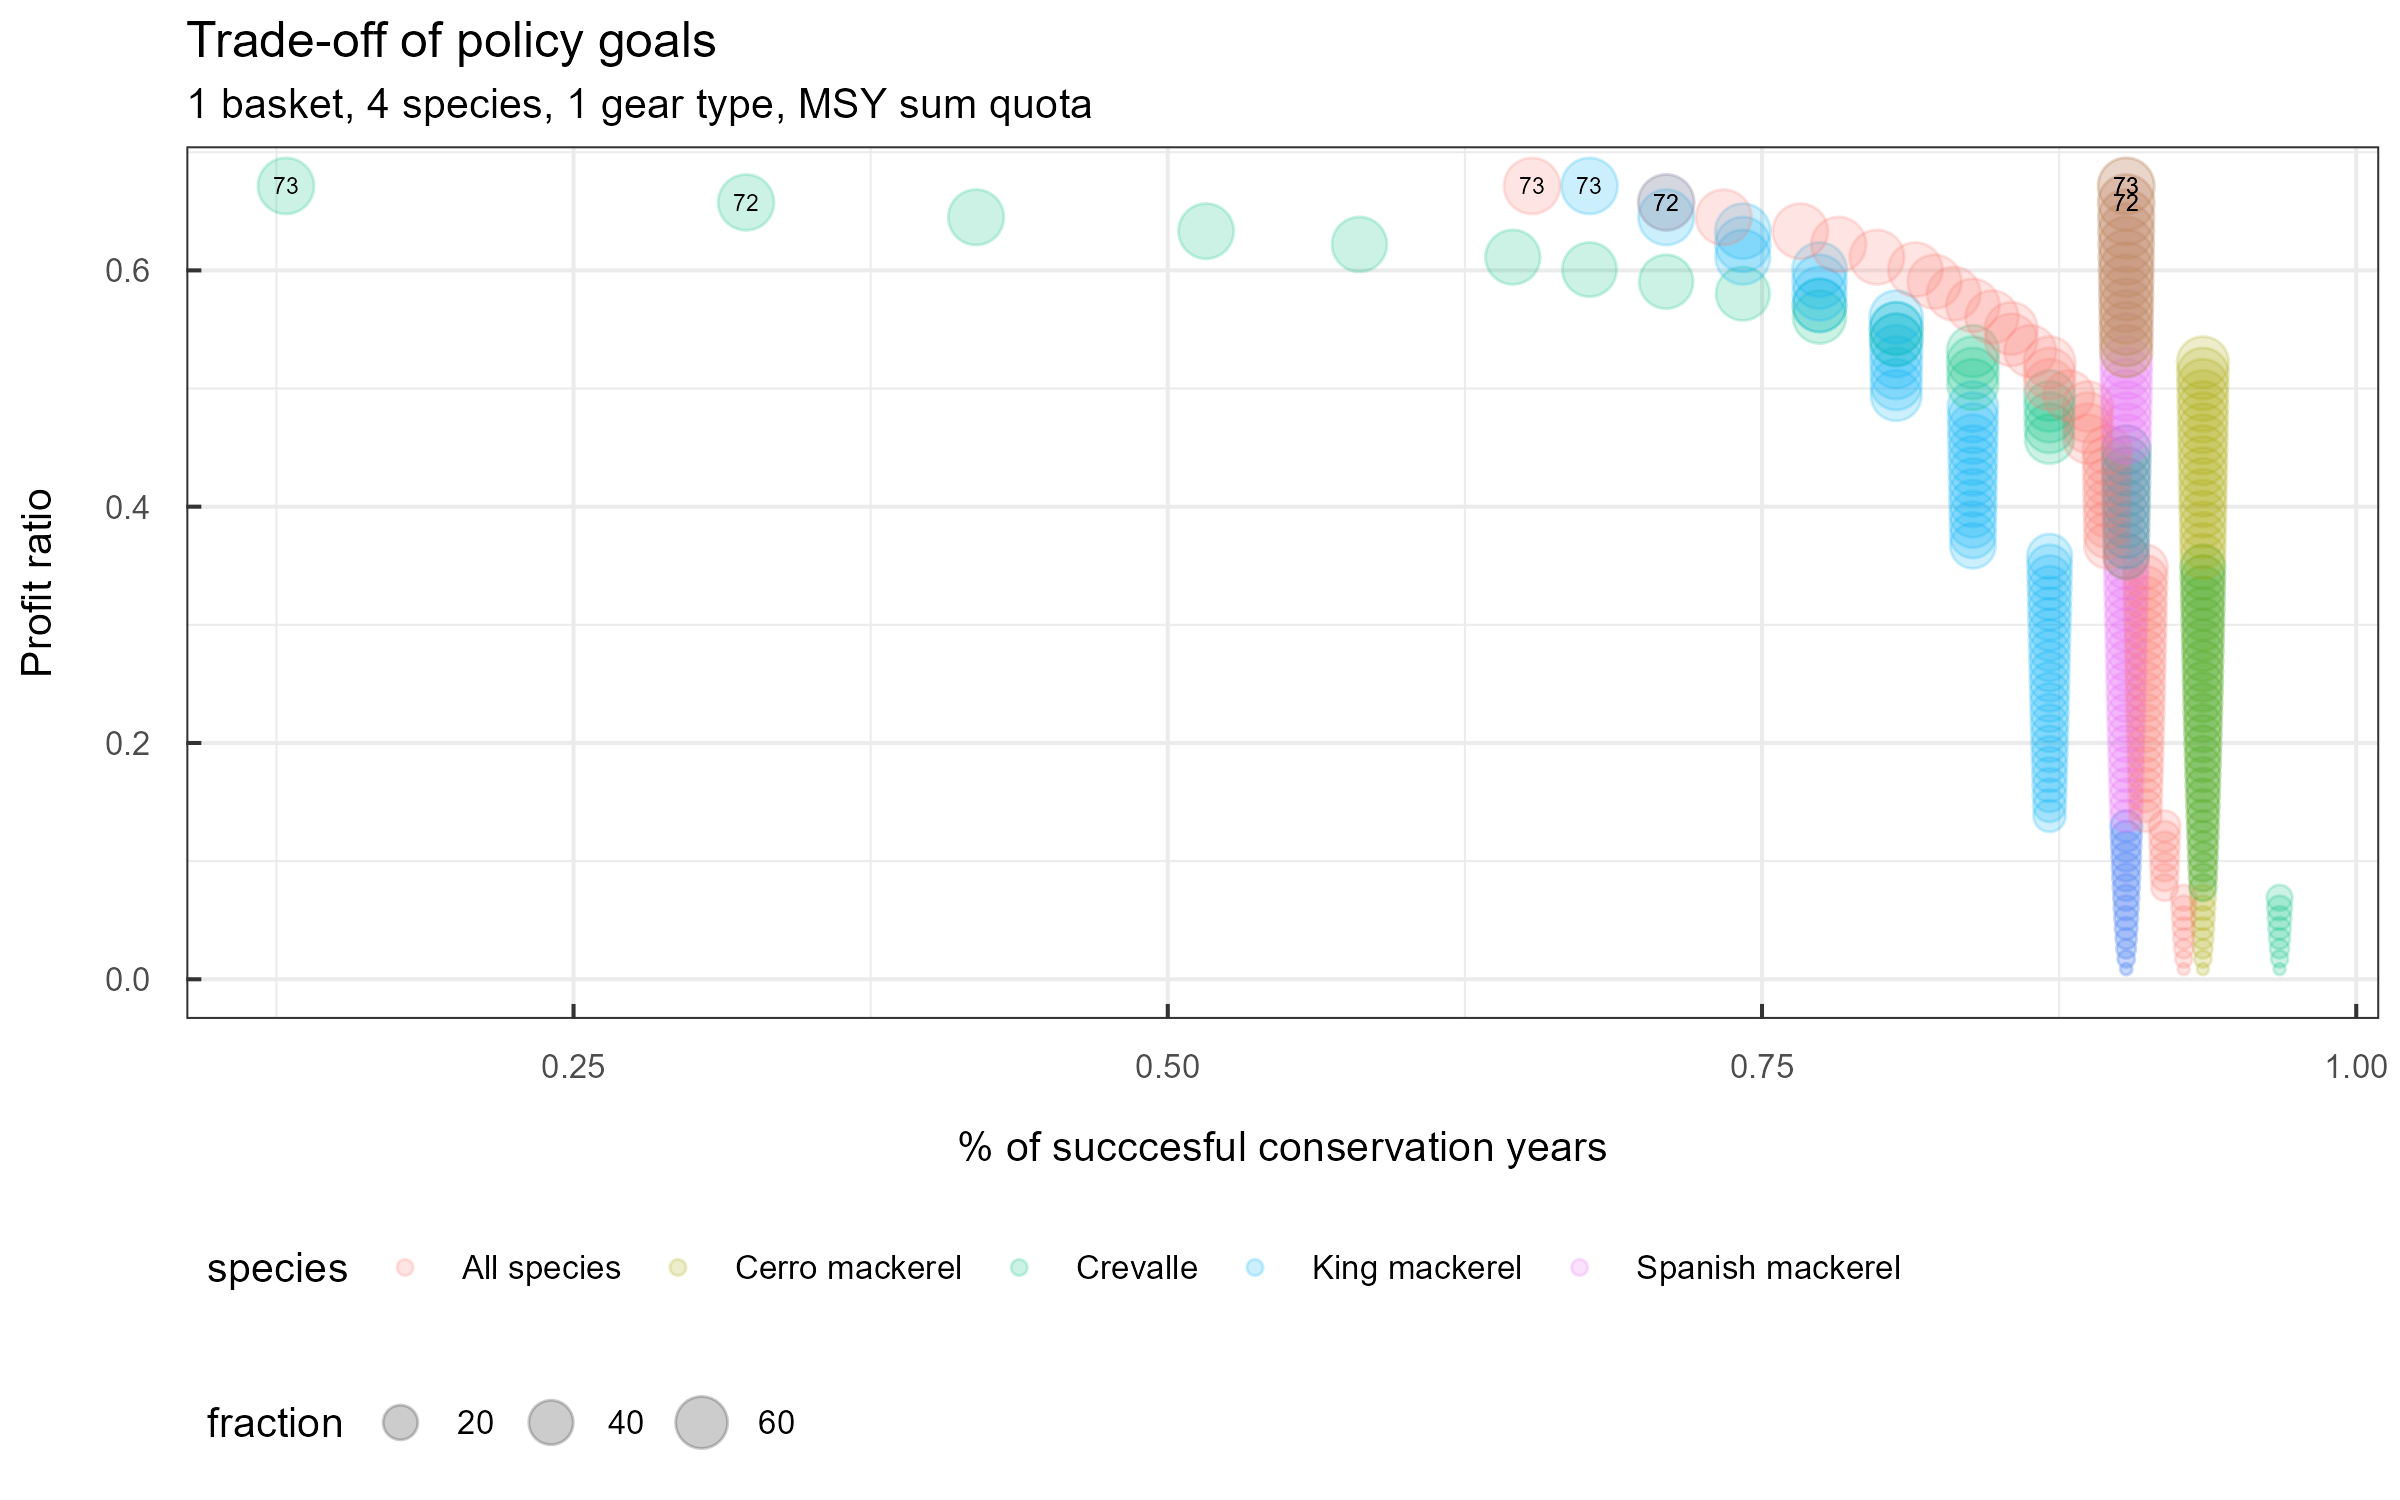 Trade-off of policy goals
1 basket, 4 species, 1 gear type, MSY sum quota
73
73
73
73
72
72
72
0.6
0.4
0.2
0.0
Profit ratio
0.25
0.50
0.75
1.00
% of succcesful conservation years
species
All species
Cerro mackerel
Crevalle
King mackerel
Spanish mackerel
fraction
20
40
60